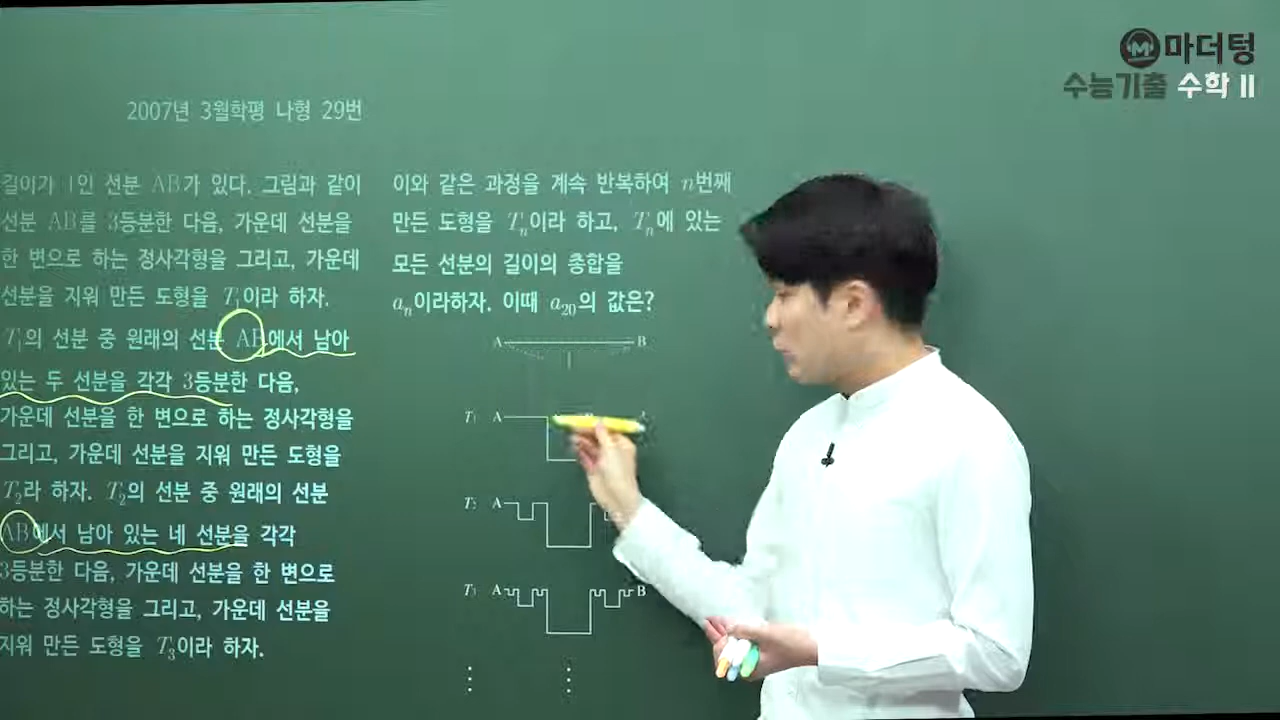 마더텅
수능기출 수학 II
2007년 3월학평 나형 29번
길이가 1인 선분 AB가 있다. 그림과 같이
선분 AB를 3등분한 다음, 가운데 선분을
한 변으로 하는 정사각형을 그리고, 가운데
선분을 지워 만든 도형을 T₁이라 하자.
T₁의 선분 중 원래의 선분 AB에서 남아
있는 두 선분을 각각 3등분한 다음,
가운데 선분을 한 변으로 하는 정사각형을
그리고, 가운데 선분을 지워 만든 도형을
T₂라 하자. T₂의 선분 중 원래의 선분
AB에서 남아 있는 네 선분을 각각
3등분한 다음, 가운데 선분을 한 변으로
하는 정사각형을 그리고, 가운데 선분을
지워 만든 도형을 T₃이라 하자.
이와 같은 과정을 계속 반복하여 n번째
만든 도형을 Tₙ이라 하고, Tₙ에 있는
모든 선분의 길이의 총합을
aₙ이라하자. 이때 a₂₀의 값은?
A B
T₁ A
T₂ A
T₃ A B